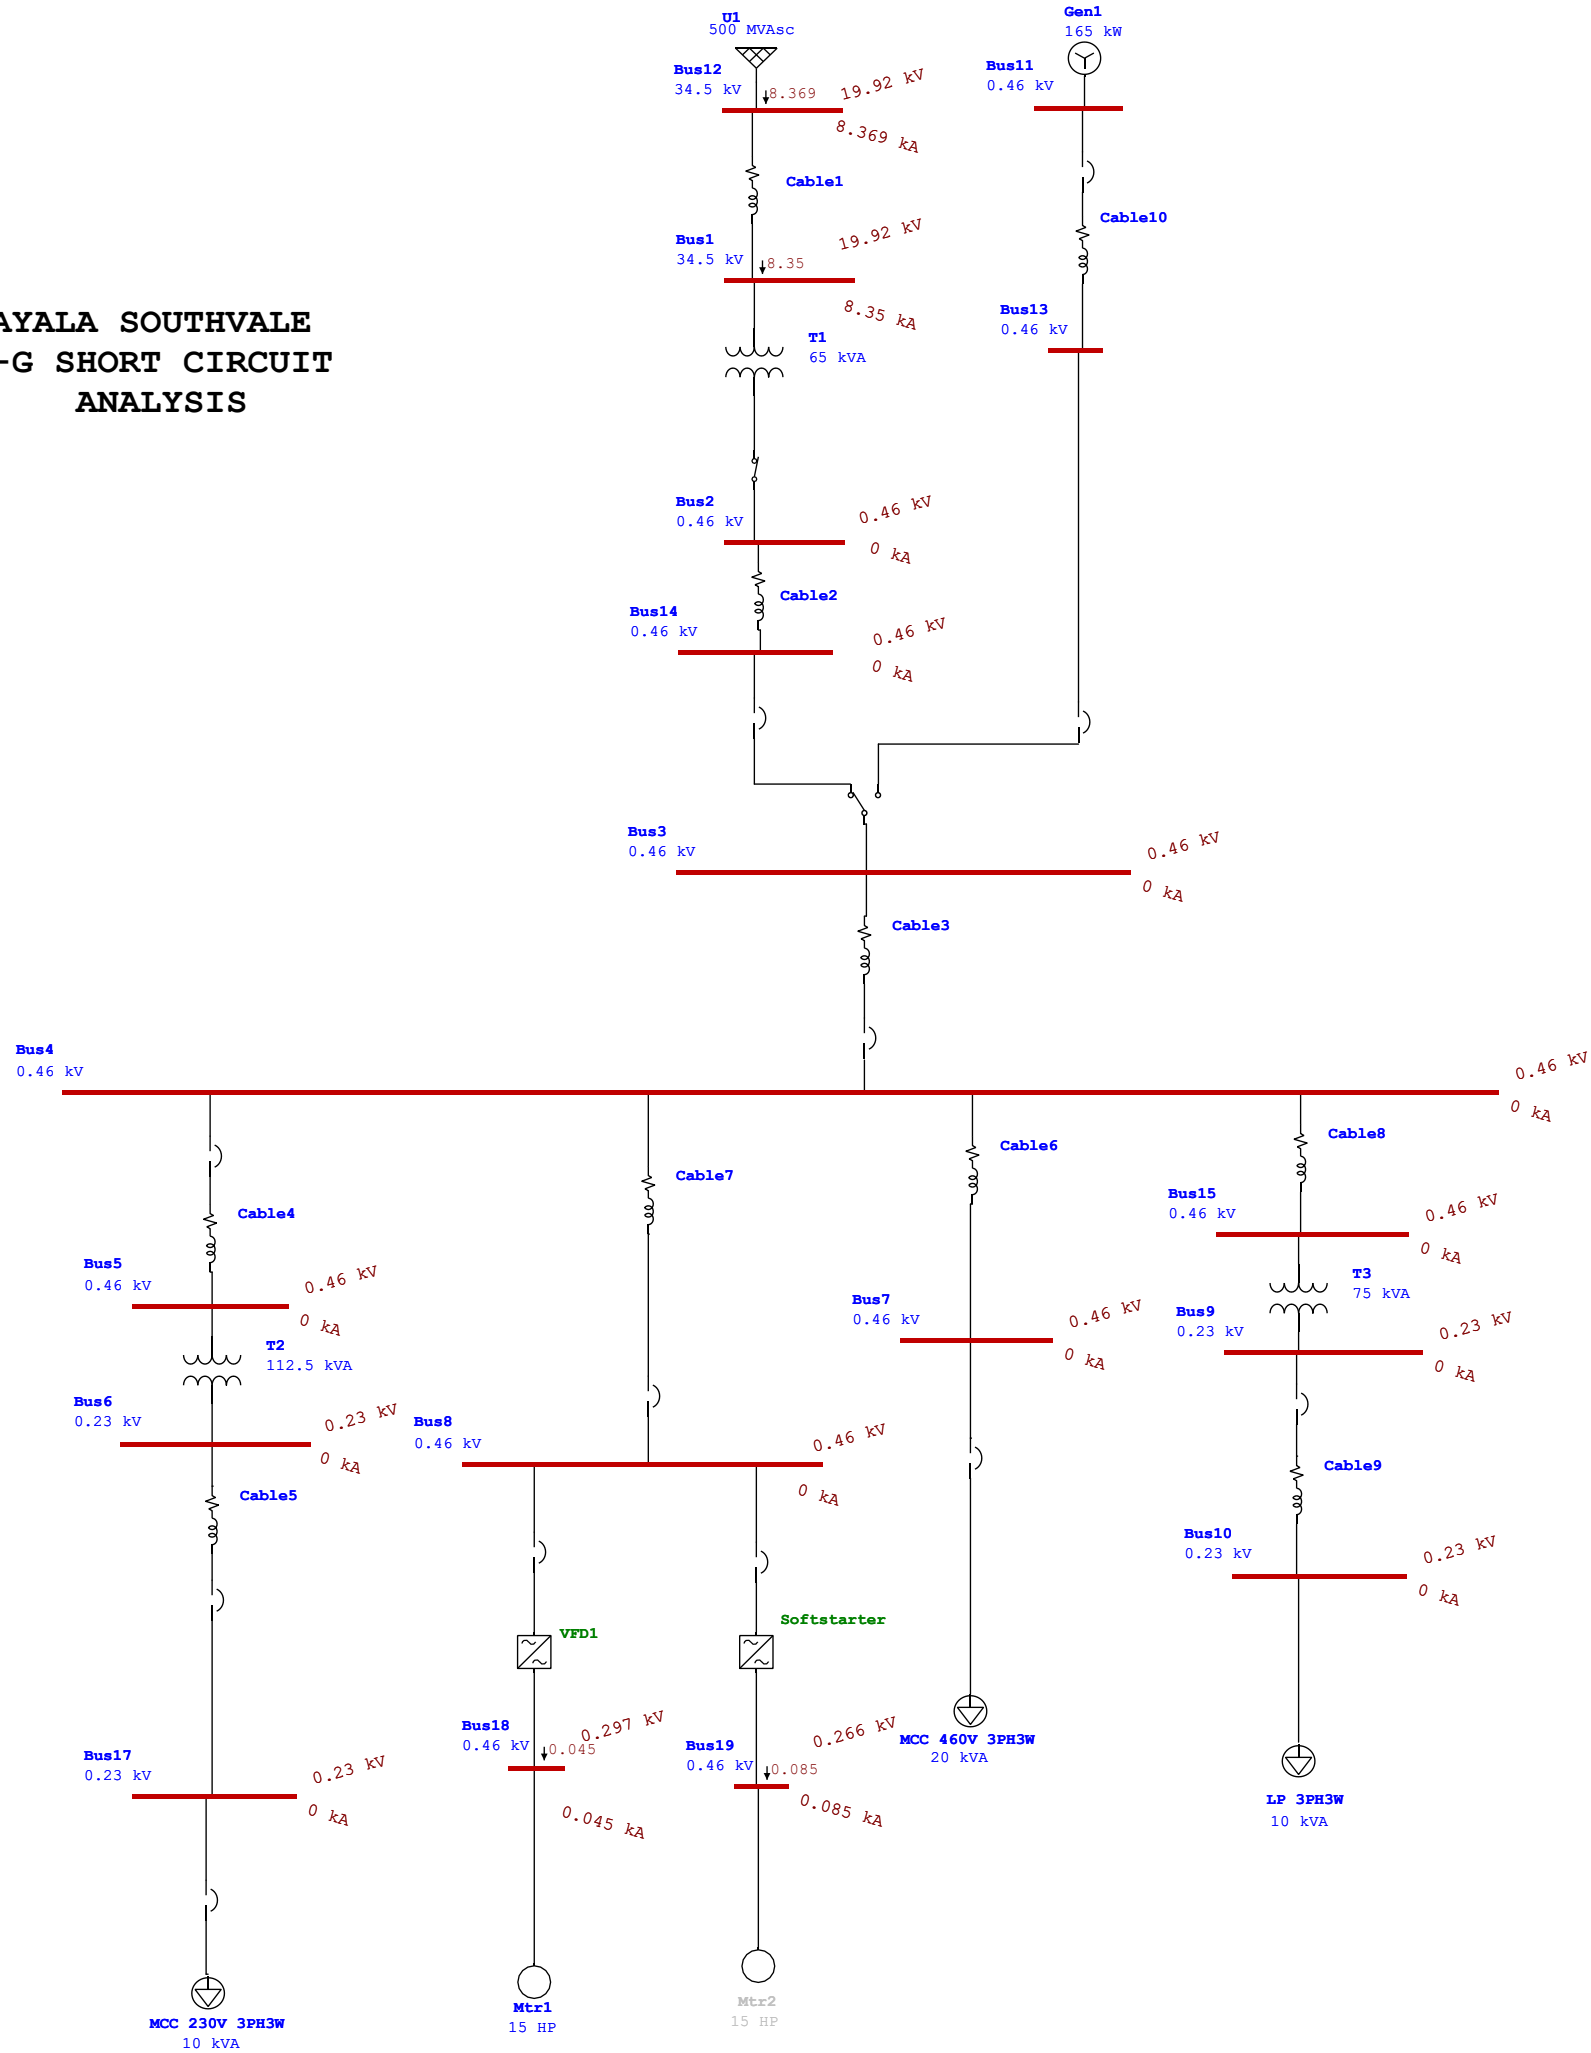 U1
500 MVAsc
Gen1
165 kW
Bus12
34.5 kV
8.369
19.92 kV
8.369 kA
Bus11
0.46 kV
Cable1
Cable10
Bus1
34.5 kV
8.35
19.92 kV
8.35 kA
Bus13
0.46 kV
AYALA SOUTHVALE
-G SHORT CIRCUIT
ANALYSIS
T1
65 kVA
Bus2
0.46 kV
0.46 kV
0 kA
Cable2
Bus14
0.46 kV
0.46 kV
0 kA
Bus3
0.46 kV
0.46 kV
0 kA
Cable3
Bus4
0.46 kV
0.46 kV
0 kA
Cable4
Cable7
Cable6
Cable8
Bus15
0.46 kV
0.46 kV
0 kA
Bus5
0.46 kV
0.46 kV
0 kA
T3
75 kVA
Bus7
0.46 kV
0.46 kV
0 kA
Bus9
0.23 kV
0.23 kV
0 kA
T2
112.5 kVA
Bus6
0.23 kV
0.23 kV
0 kA
Bus8
0.46 kV
0.46 kV
0 kA
Cable5
Cable9
Bus10
0.23 kV
0.23 kV
0 kA
VFD1
Softstarter
Bus18
0.46 kV
0.045
0.297 kV
0.045 kA
Bus19
0.46 kV
0.085
0.266 kV
0.085 kA
MCC 460V 3PH3W
20 kVA
Bus17
0.23 kV
0.23 kV
0 kA
LP 3PH3W
10 kVA
MCC 230V 3PH3W
10 kVA
Mtr1
15 HP
Mtr2
15 HP